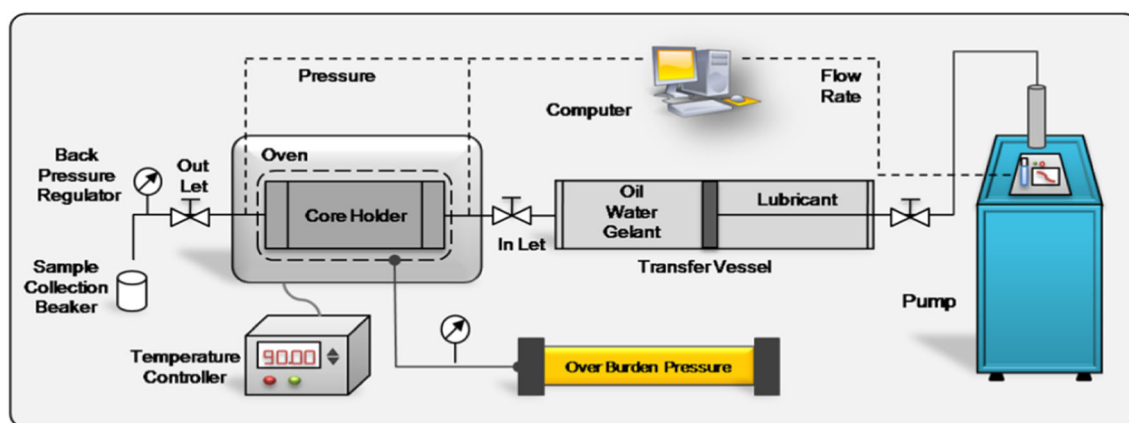 Pressure
Computer
Flow
Rate
Back
Pressure
Regulator
Out
Let
Oven
Core Holder
In Let
Oil
Water
Gelant
Lubricant
Transfer Vessel
Sample
Collection
Beaker
Pump
Temperature
Controller
90.00
Over Burden Pressure